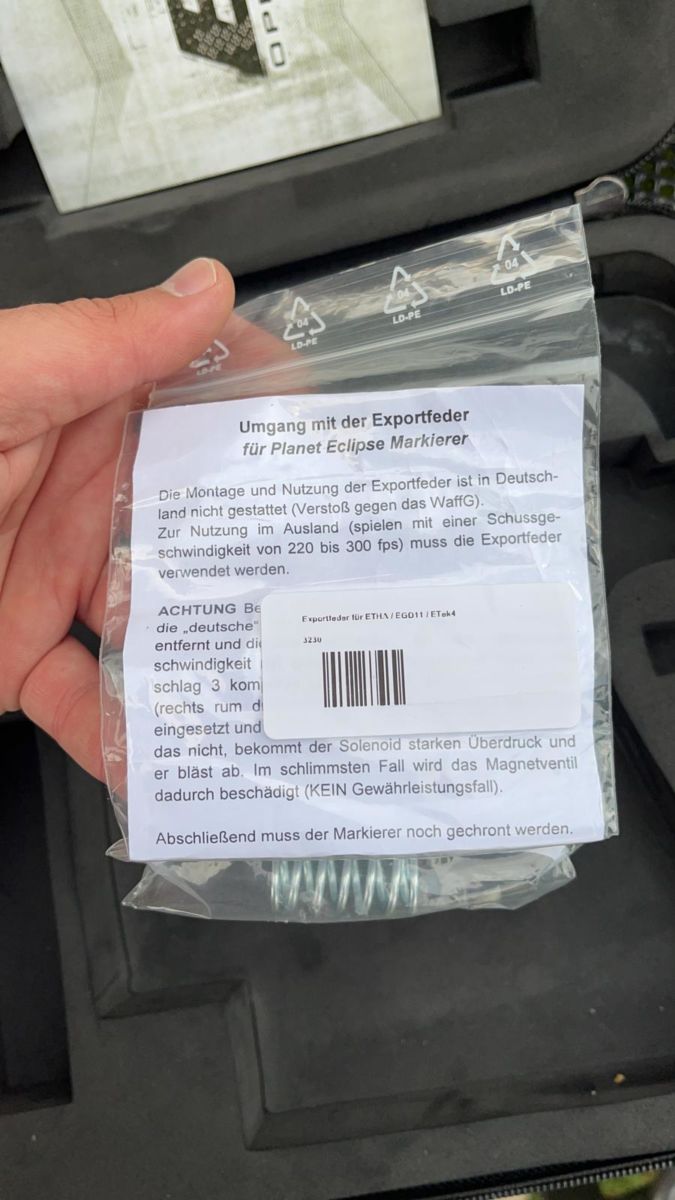 OP
04
LD-PE
04
LD-PE
04
LD-PE
LD-PE
Umgang mit der Exportfeder
für Planet Eclipse Markierer
Die Montage und Nutzung der Exportfeder ist in Deutsch-
land nicht gestattet (Verstoß gegen das WaffG).
Zur Nutzung im Ausland (spielen mit einer Schussge-
schwindigkeit von 220 bis 300 fps) muss die Exportfeder
verwendet werden.
ACHTUNG Be
die „deutsche“
entfernt und die
schwindigkeit
schlag 3 kom
(rechts rum d
eingesetzt und
Exportfeder für ETHA / EGO11 / ETek4
3230
das nicht, bekommt der Solenoid starken Überdruck und
er bläst ab. Im schlimmsten Fall wird das Magnetventil
dadurch beschädigt (KEIN Gewährleistungsfall).
Abschließend muss der Markierer noch gechront werden.